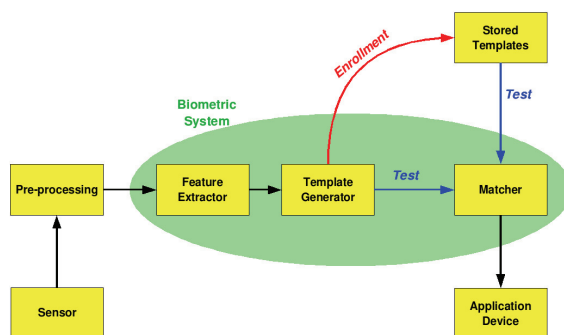 Stored
Templates
Enrollment
Biometric
System
Test
Pre-processing
Feature
Extractor
Template
Generator
Test
Matcher
Sensor
Application
Device